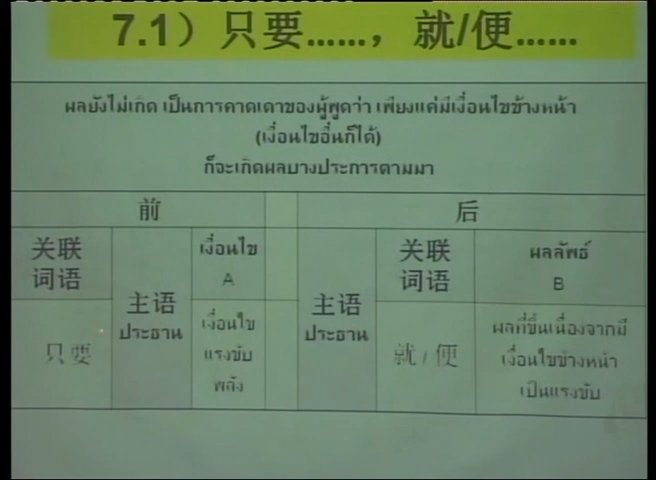 7.1）只要……，就/便……
ผลยังไม่เกิด เป็นการคาดเดาของผู้พูดว่า เพียงแค่มีเงื่อนไขข้างหน้า
(เงื่อนไขอื่นก็ได้)
ก็จะเกิดผลบางประการตามมา
前
后
关联
词语
主语
ประธาน
เงื่อนไข
A
主语
ประธาน
关联
词语
ผลลัพธ์
B
只要
เงื่อนไข
แรงขับ
พลัง
就 / 便
ผลที่ขึ้นเนื่องจากมี
เงื่อนไขข้างหน้า
เป็นแรงขับ